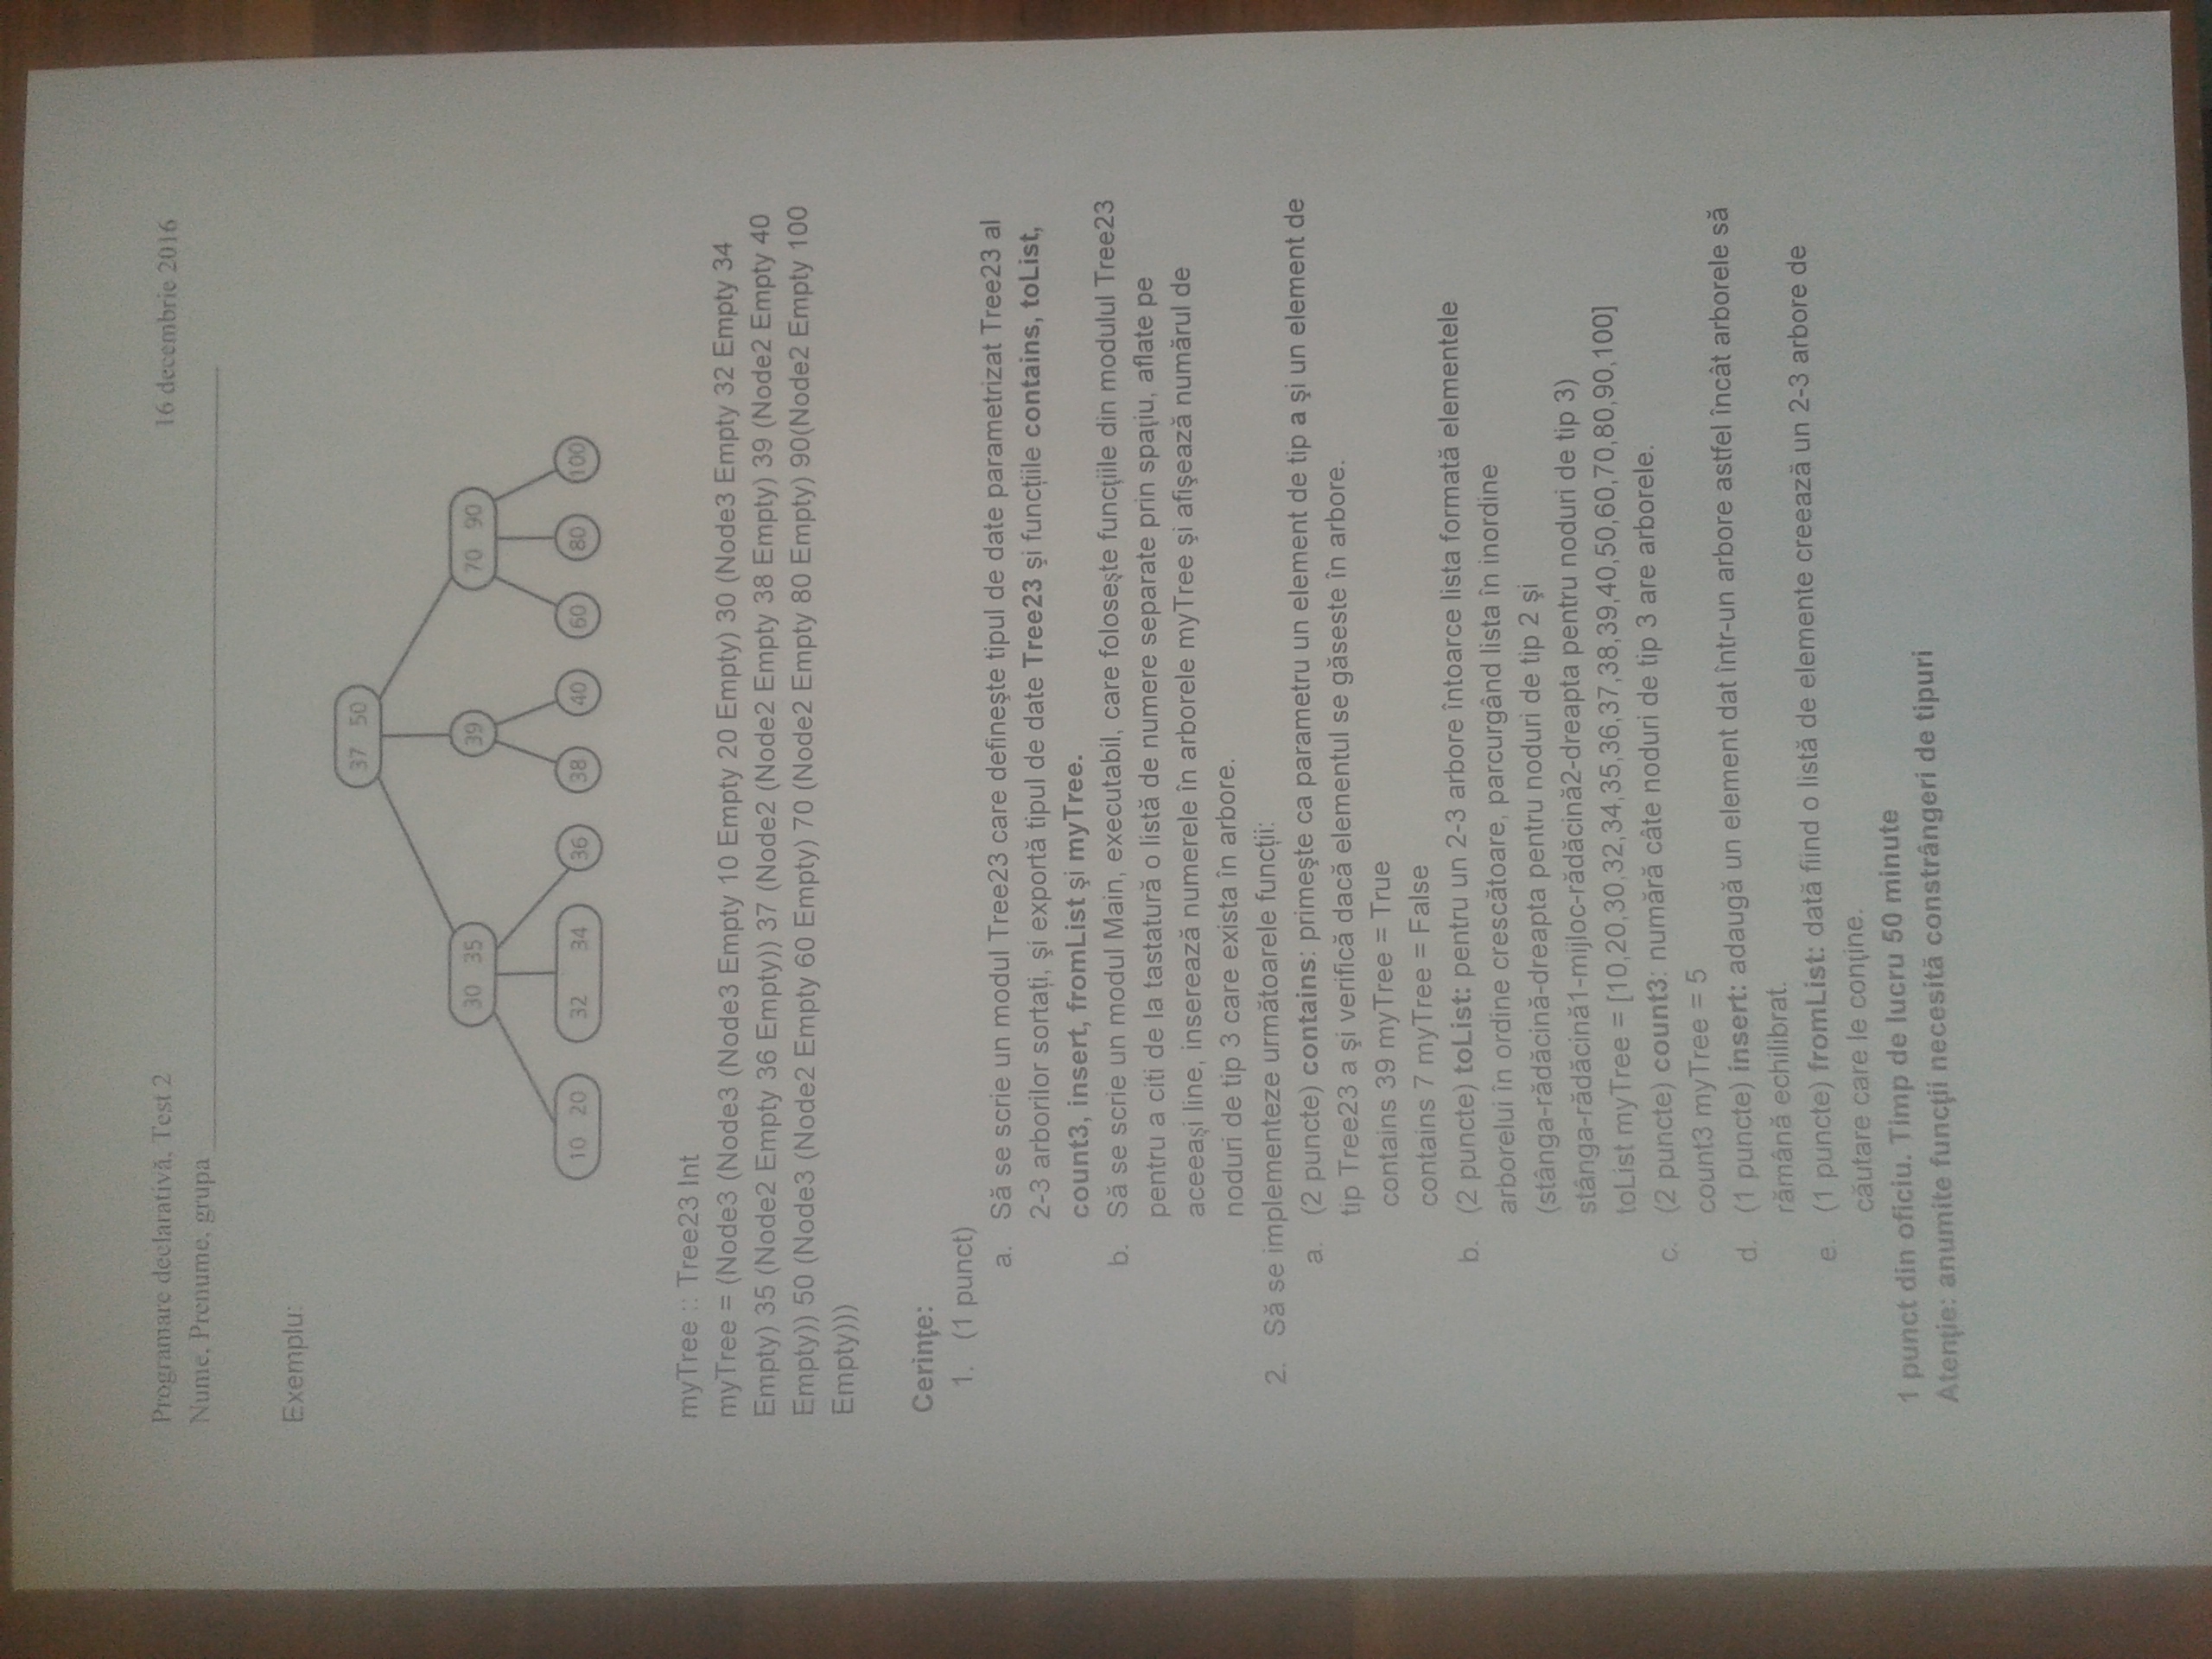 Programare declarativă, Test 2 16 decembrie 2016
Nume, Prenume, grupa
Exemplu:
37 50
30 35 39 70 90
10 20 32 34 36 38 40 60 80 100
myTree :: Tree23 Int
myTree = (Node3 (Node3 (Node3 Empty 10 Empty 20 Empty) 30 (Node3 Empty 32 Empty 34
Empty) 35 (Node2 Empty 36 Empty)) 37 (Node2 (Node2 Empty 38 Empty) 39 (Node2 Empty 40
Empty)) 50 (Node3 (Node2 Empty 60 Empty) 70 (Node2 Empty 80 Empty) 90(Node2 Empty 100
Empty)))
Cerinţe:
1. (1 punct)
a. Să se scrie un modul Tree23 care defineşte tipul de date parametrizat Tree23 al
2-3 arborilor sortați, şi exportă tipul de date Tree23 şi funcțiile contains, toList,
count3, insert, fromList şi myTree.
b. Să se scrie un modul Main, executabil, care foloseşte funcţiile din modulul Tree23
pentru a citi de la tastatură o listă de numere separate prin spaţiu, aflate pe
aceeași line, inserează numerele în arborele myTree şi afişează numărul de
noduri de tip 3 care exista în arbore.
2. Să se implementeze următoarele funcții:
a. (2 puncte) contains: primeşte ca parametru un element de tip a şi un element de
tip Tree23 a şi verifică dacă elementul se găseste în arbore.
contains 39 myTree = True
contains 7 myTree = False
b. (2 puncte) toList: pentru un 2-3 arbore întoarce lista formată elementele
arborelui în ordine crescătoare, parcurgând lista în inordine
(stânga-rădăcină-dreapta pentru noduri de tip 2 şi
stânga-rădăcină1-mijloc-rădăcină2-dreapta pentru noduri de tip 3)
toList myTree = [10,20,30,32,34,35,36,37,38,39,40,50,60,70,80,90,100]
c. (2 puncte) count3: numără câte noduri de tip 3 are arborele.
count3 myTree = 5
d. (1 puncte) insert: adaugă un element dat într-un arbore astfel încât arborele să
rămână echilibrat.
e. (1 puncte) fromList: dată fiind o listă de elemente creează un 2-3 arbore de
căutare care le conţine.
1 punct din oficiu. Timp de lucru 50 minute
Atenţie: anumite funcţii necesită constrângeri de tipuri